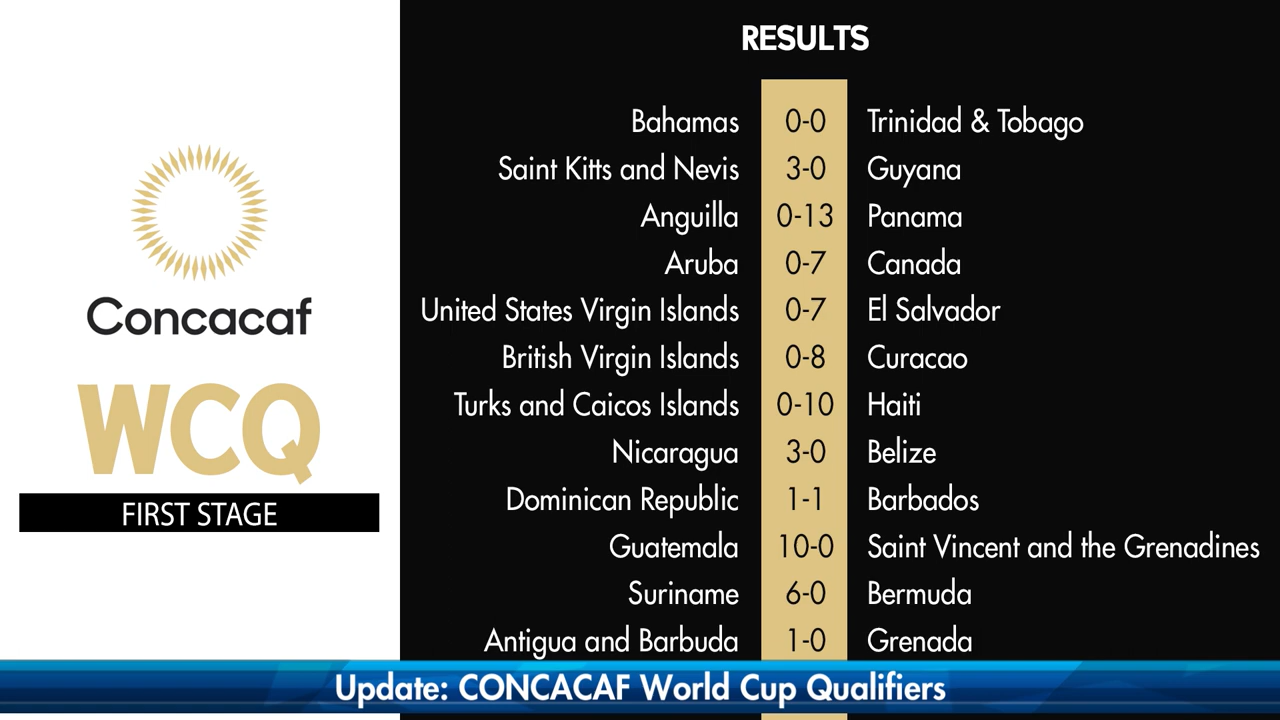 Concacaf
WCQ
FIRST STAGE
RESULTS
Bahamas 0-0 Trinidad & Tobago
Saint Kitts and Nevis 3-0 Guyana
Anguilla 0-13 Panama
Aruba 0-7 Canada
United States Virgin Islands 0-7 El Salvador
British Virgin Islands 0-8 Curacao
Turks and Caicos Islands 0-10 Haiti
Nicaragua 3-0 Belize
Dominican Republic 1-1 Barbados
Guatemala 10-0 Saint Vincent and the Grenadines
Suriname 6-0 Bermuda
Antigua and Barbuda 1-0 Grenada
Update: CONCACAF World Cup Qualifiers